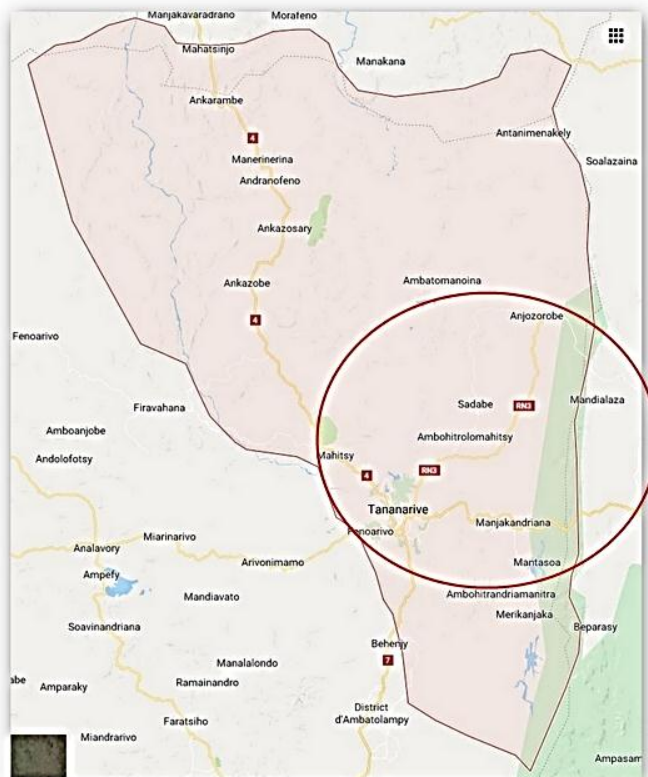 Manjakavaradrano
Morafeno
Mahatsinjo
Manakana
Ankarambe
4
Antanimenakely
Manerinerina
Soalazaina
Andranofeno
Ankazosary
Ambatomanoina
Ankazobe
Anjozorobe
4
Fenoarivo
Mandialaza
Firavahana
Sadabe
RN3
Amboanjobe
Ambohitrolomahitsy
Andolofotsy
Mahitsy
RN3
4
Tananarive
Manjakandriana
Miarinarivo
Fenoarivo
Analavory
Arivonimamo
Mantasoa
Ampefy
Mandiavato
Ambohitrandriamanitra
Merikanjaka
Soavinandriana
Beparasy
Behenjy
Manalalondo
7
abe
Amparaky
Ramainandro
Faratsiho
District
d'Ambatolampy
Miandrarivo
Ampasam